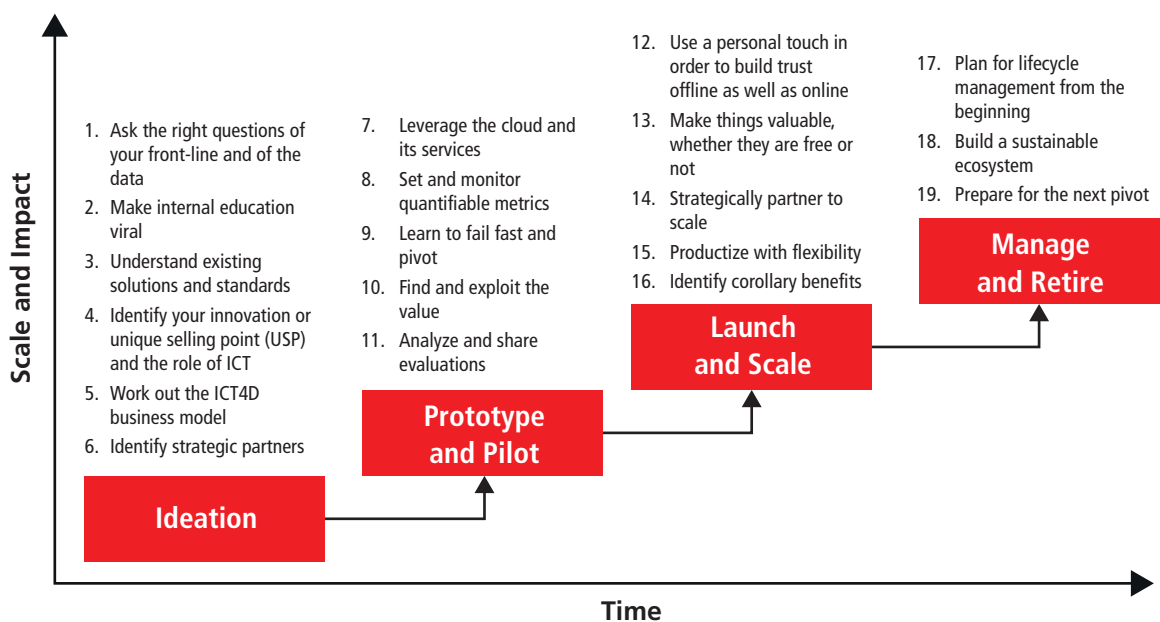 Scale and Impact
1. Ask the right questions of
your front-line and of the
data
2. Make internal education
viral
3. Understand existing
solutions and standards
4. Identify your innovation or
unique selling point (USP)
and the role of ICT
5. Work out the ICT4D
business model
6. Identify strategic partners
Ideation
7. Leverage the cloud and
its services
8. Set and monitor
quantifiable metrics
9. Learn to fail fast and
pivot
10. Find and exploit the
value
11. Analyze and share
evaluations
Prototype
and Pilot
12. Use a personal touch in
order to build trust
offline as well as online
13. Make things valuable,
whether they are free or
not
14. Strategically partner to
scale
15. Productize with flexibility
16. Identify corollary benefits
Launch
and Scale
17. Plan for lifecycle
management from the
beginning
18. Build a sustainable
ecosystem
19. Prepare for the next pivot
Manage
and Retire
Time